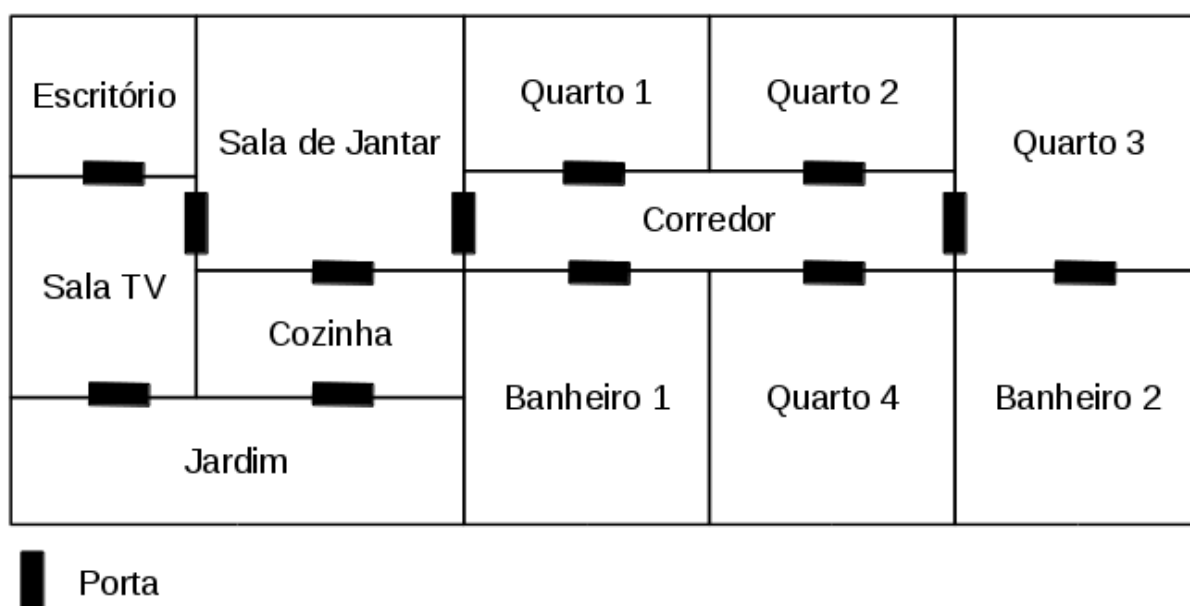 Escritório
Sala de Jantar
Quarto 1
Quarto 2
Quarto 3
Corredor
Sala TV
Cozinha
Banheiro 1
Quarto 4
Banheiro 2
Jardim
Porta